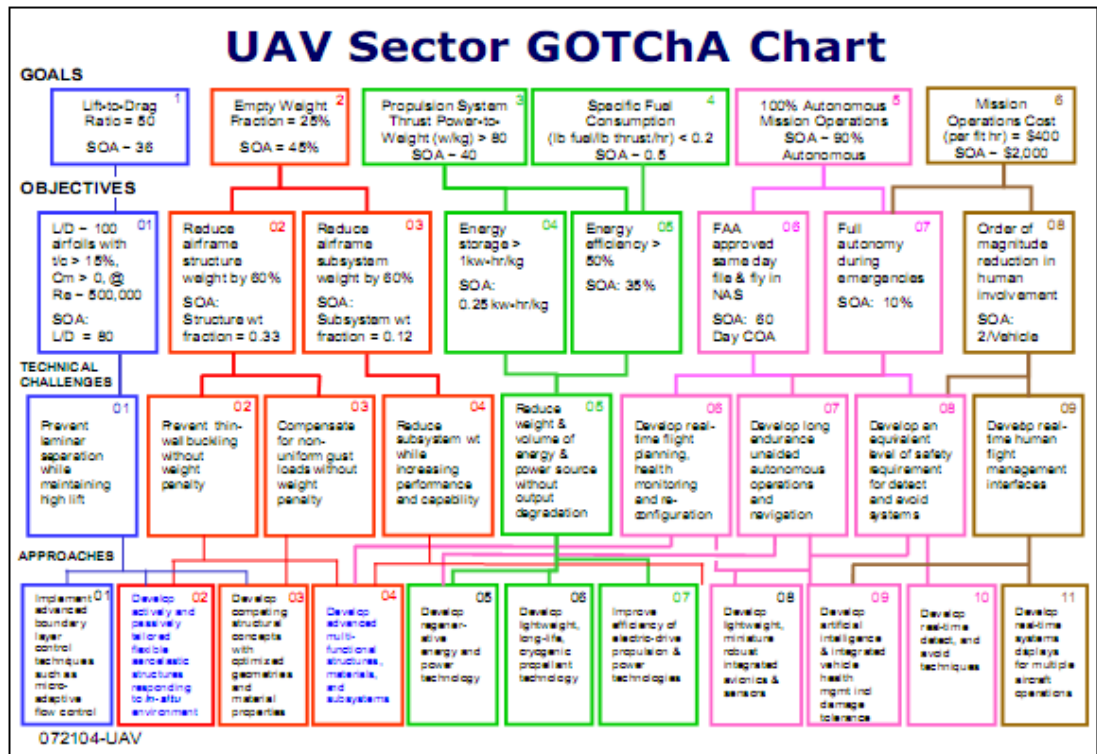 UAV Sector GOTChA Chart
GOALS
1
Lift-to-Drag
Ratio = 50
SOA ~ 36
2
Empty Weight
Fraction = 25%
SOA = 45%
3
Propulsion System
Thrust Power-to-
Weight (w/kg) > 80
SOA ~ 40
4
Specific Fuel
Consumption
(lb fuel/lb thrust/hr) < 0.2
SOA ~ 0.5
5
100% Autonomous
Mission Operations
SOA ~ 90%
Autonomous
6
Mission
Operations Cost
(per flt hr) = $400
SOA ~ $2,000
OBJECTIVES
01
L/D ~ 100
airfoils with
t/c > 15%,
Cm > 0, @
Re ~ 500,000
SOA:
L/D = 80
02
Reduce
airframe
structure
weight by 60%
SOA:
Structure wt
fraction = 0.33
03
Reduce
airframe
subsystem
weight by 60%
SOA:
Subsystem wt
fraction = 0.12
04
Energy
storage >
1kw-hr/kg
SOA:
0.25 kw-hr/kg
05
Energy
efficiency >
50%
SOA: 35%
06
FAA
approved
same day
file & fly in
NAS
SOA: 60
Day COA
07
Full
autonomy
during
emergencies
SOA: 10%
08
Order of
magnitude
reduction in
human
involvement
SOA:
2/Vehicle
TECHNICAL
CHALLENGES
01
Prevent
laminar
separation
while
maintaining
high lift
02
Prevent thin-
wall buckling
without
weight
penalty
03
Compensate
for non-
uniform gust
loads without
weight
penalty
04
Reduce
subsystem wt
while
increasing
performance
and capability
05
Reduce
weight &
volume of
energy &
power source
without
output
degradation
06
Develop real-
time flight
planning,
health
monitoring
and re-
configuration
07
Develop long
endurance
unaided
autonomous
operations
and
navigation
08
Develop an
equivalent
level of safety
requirement
for detect
and avoid
systems
09
Develop real-
time human
flight
management
interfaces
APPROACHES
01
Implement
advanced
boundary
layer
control
techniques
such as
micro-
adaptive
flow control
02
Develop
actively and
passively
tailored
flexible
aeroelastic
structures
responding
to in-situ
environment
03
Develop
competing
structural
concepts
with
optimized
geometries
and
material
properties
04
Develop
advanced
multi-
functional
structures,
materials,
and
subsystems
05
Develop
regener-
ative
energy and
power
technology
06
Develop
lightweight,
long-life,
cryogenic
propellant
technology
07
Improve
efficiency of
electric-drive
propulsion &
power
technologies
08
Develop
lightweight,
miniature
robust
integrated
avionics &
sensors
09
Develop
artificial
intelligence
& integrated
vehicle
health
mgmt incl
damage
tolerance
10
Develop
real-time
detect, and
avoid
techniques
11
Develop
real-time
systems
displays for
multiple
aircraft
operations
072104-UAV